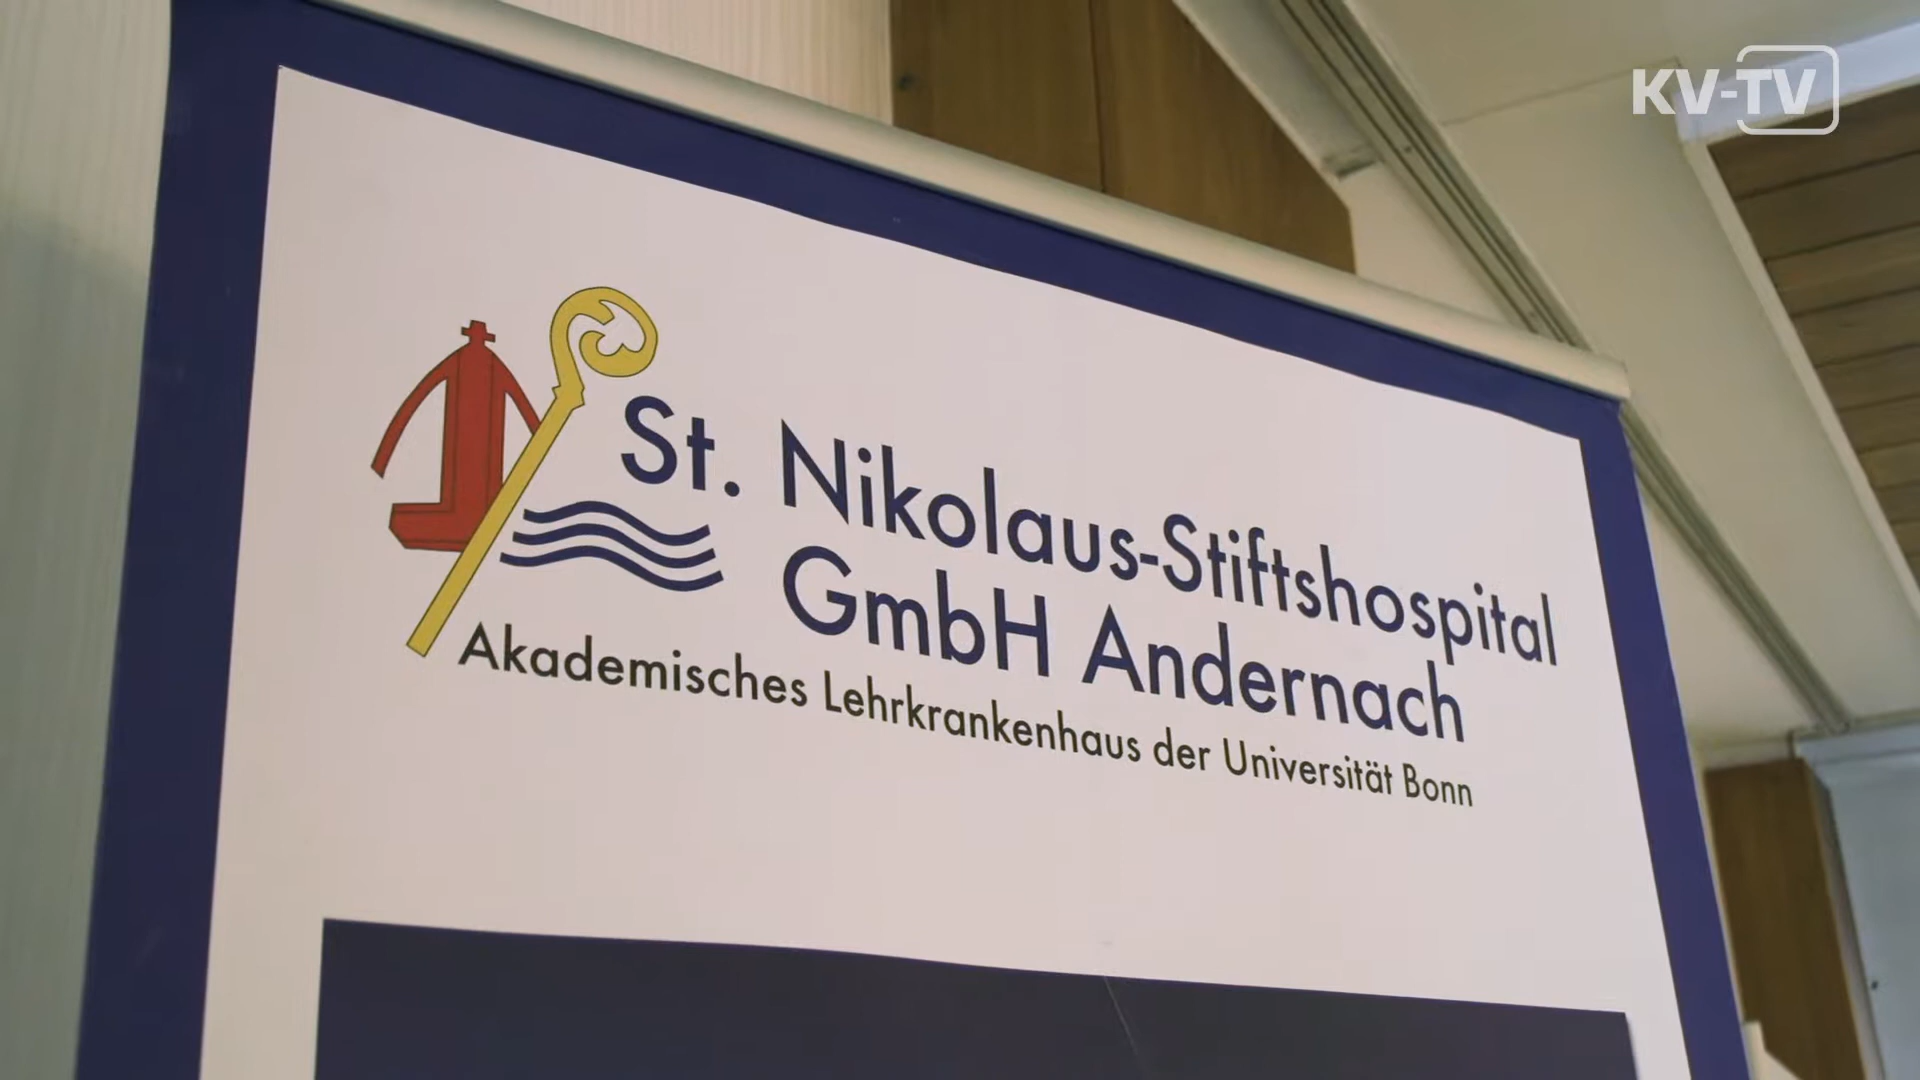 KV-TV
St. Nikolaus-Stiftshospital
GmbH Andernach
Akademisches Lehrkrankenhaus der Universität Bonn